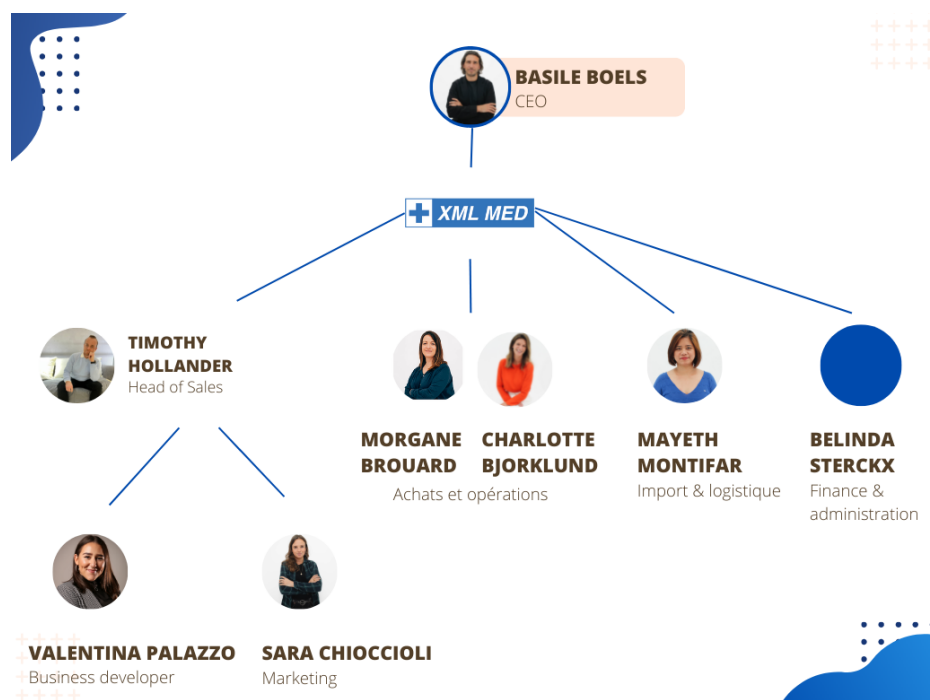 BASILE BOELS
CEO
XML MED
TIMOTHY
HOLLANDER
Head of Sales
MORGANE
BROUARD
CHARLOTTE
BJORKLUND
Achats et opérations
MAYETH
MONTIFAR
Import & logistique
BELINDA
STERCKX
Finance &
administration
VALENTINA PALAZZO
Business developer
SARA CHIOCCIOLI
Marketing